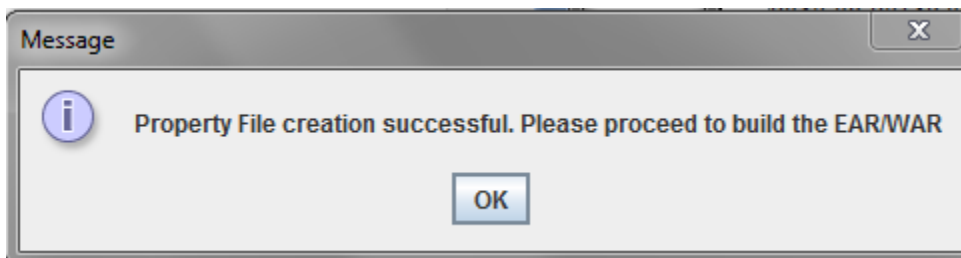 Message
Property File creation successful. Please proceed to build the EAR/WAR
OK